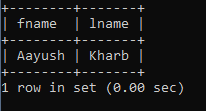 +--------+-------+
| fname  | lname |
+--------+-------+
| Aayush | Kharb |
+--------+-------+
1 row in set (0.00 sec)